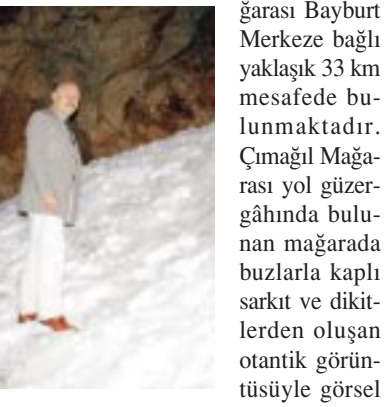 ğarası Bayburt
Merkeze bağlı
yaklaşık 33 km
mesafede bu-
lunmaktadır.
Çımağıl Mağa-
rası yol güzer-
gâhında bulu-
nan mağarada
buzlarla kaplı
sarkıt ve dikit-
lerden oluşan
otantik görün-
tüsüyle görsel